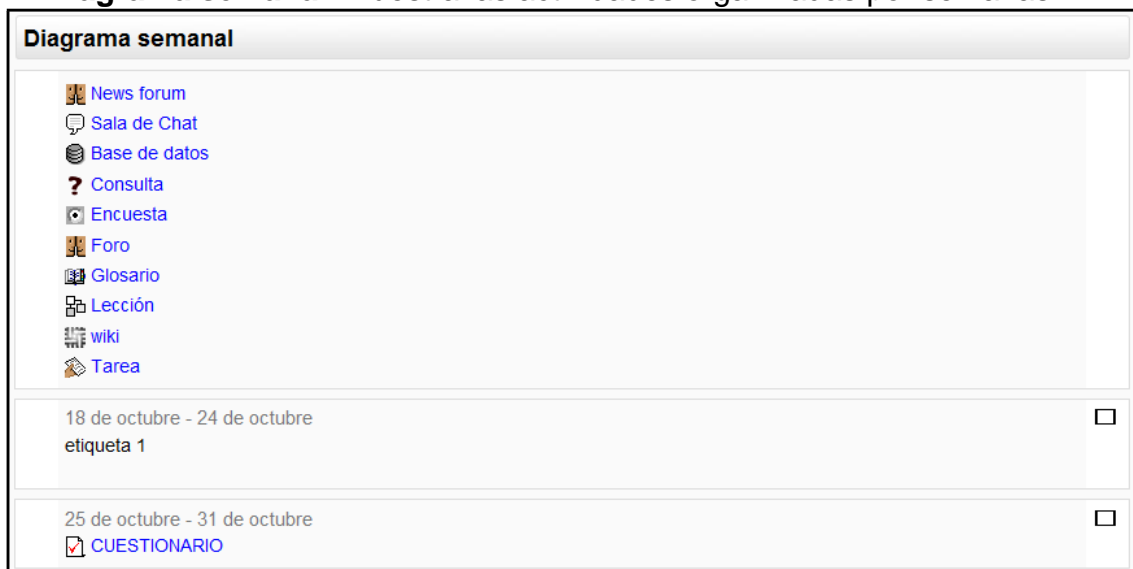 Diagrama semanal
News forum
Sala de Chat
Base de datos
Consulta
Encuesta
Foro
Glosario
Lección
wiki
Tarea
18 de octubre - 24 de octubre
etiqueta 1
25 de octubre - 31 de octubre
CUESTIONARIO